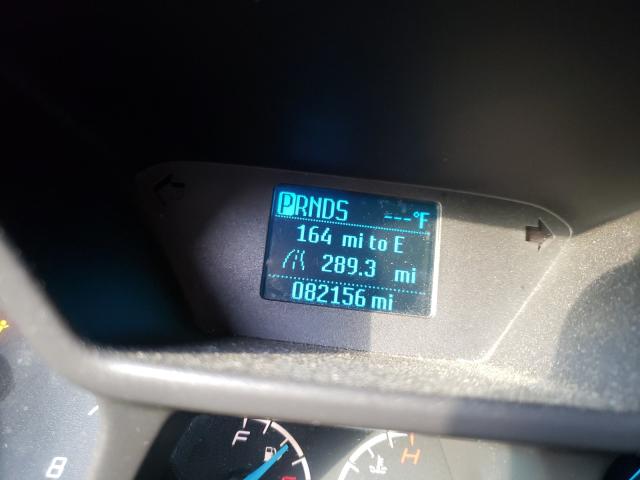 PRNDS ---°F
164 mi to E
289.3 mi
082156 mi
F H
8